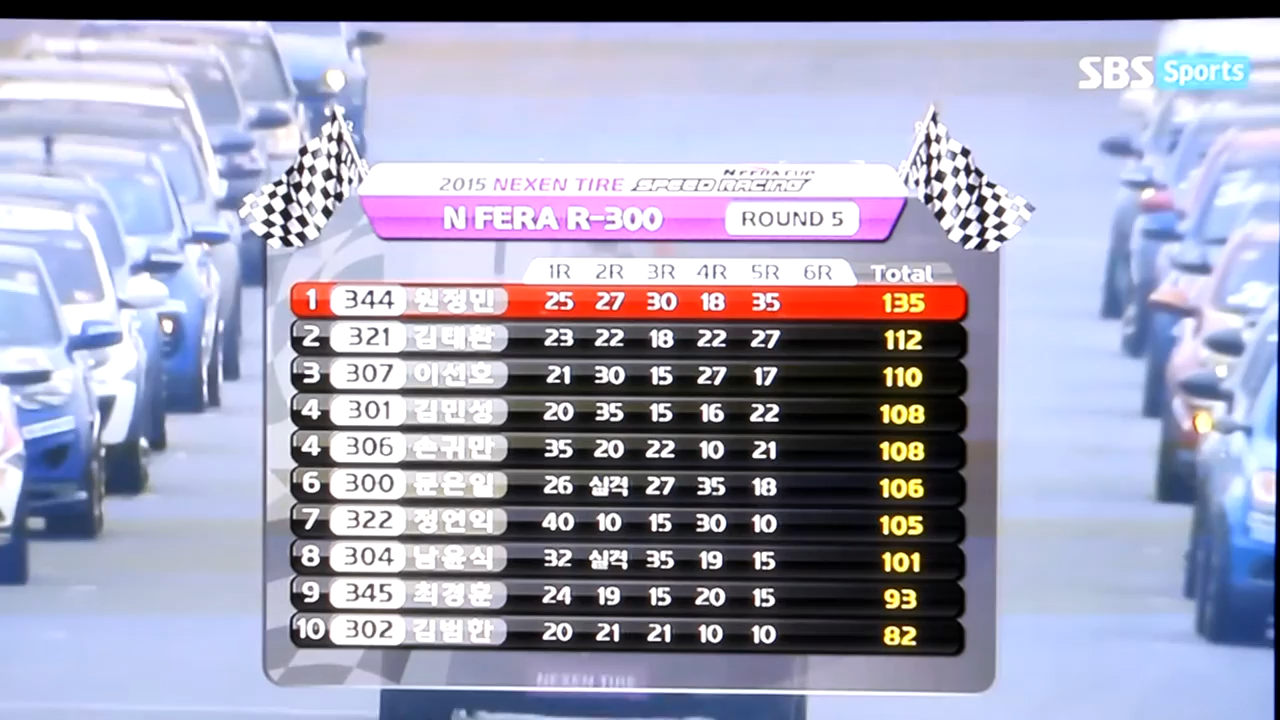 SBS Sports
N FERA CUP
2015 NEXEN TIRE SPEED RACING
N FERA R-300 ROUND 5
1R 2R 3R 4R 5R 6R Total
1 344 원정민 25 27 30 18 35 135
2 321 김태환 23 22 18 22 27 112
3 307 이선호 21 30 15 27 17 110
4 301 김민성 20 35 15 16 22 108
4 306 손귀만 35 20 22 10 21 108
6 300 문은일 26 실격 27 35 18 106
7 322 정연익 40 10 15 30 10 105
8 304 남윤식 32 실격 35 19 15 101
9 345 최경훈 24 19 15 20 15 93
10 302 김범한 20 21 21 10 10 82
NEXEN TIRE